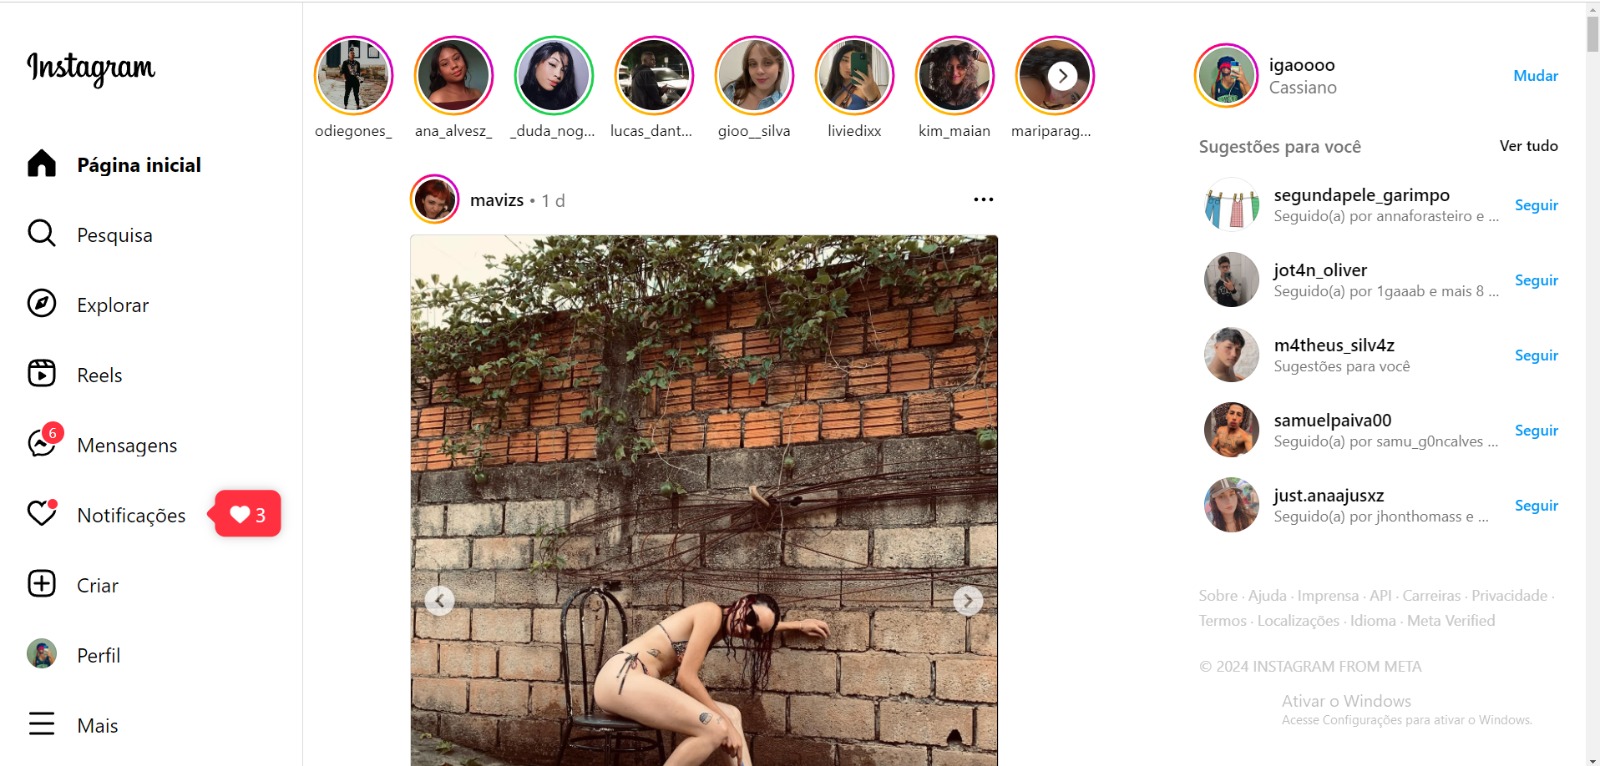 Instagram
Página inicial
Pesquisa
Explorar
Reels
6
Mensagens
Notificações
3
Criar
Perfil
Mais
odiegones_
ana_alvesz_
_duda_nog...
lucas_dant...
gioo__silva
liviedixx
kim_maian
mariparag...
mavizs • 1 d
igaoooo
Cassiano
Mudar
Sugestões para você
Ver tudo
segundapele_garimpo
Seguido(a) por annaforasteiro e ...
Seguir
jot4n_oliver
Seguido(a) por 1gaaab e mais 8 ...
Seguir
m4theus_silv4z
Sugestões para você
Seguir
samuelpaiva00
Seguido(a) por samu_g0ncalves ...
Seguir
just.anaajusxz
Seguido(a) por jhonthomass e ...
Seguir
Sobre · Ajuda · Imprensa · API · Carreiras · Privacidade ·
Termos · Localizações · Idioma · Meta Verified
© 2024 INSTAGRAM FROM META
Ativar o Windows
Acesse Configurações para ativar o Windows.